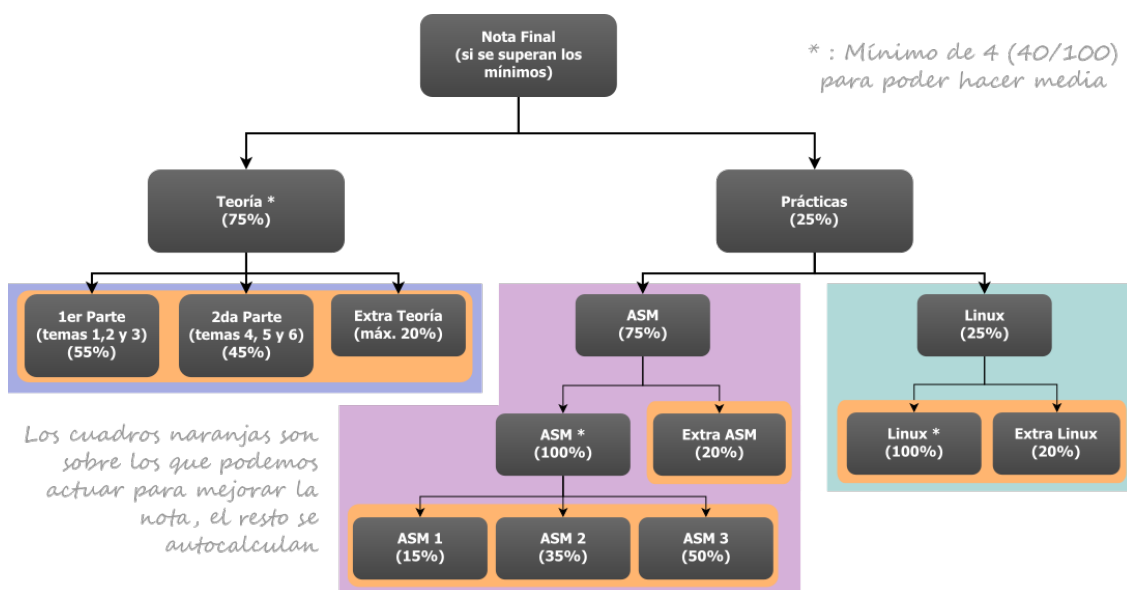 Nota Final
(si se superan los
mínimos)
* : Mínimo de 4 (40/100)
para poder hacer media
Teoría *
(75%)
Prácticas
(25%)
1er Parte
(temas 1,2 y 3)
(55%)
2da Parte
(temas 4, 5 y 6)
(45%)
Extra Teoría
(máx. 20%)
ASM
(75%)
Linux
(25%)
ASM *
(100%)
Extra ASM
(20%)
Linux *
(100%)
Extra Linux
(20%)
Los cuadros naranjas son
sobre los que podemos
actuar para mejorar la
nota, el resto se
autocalculan
ASM 1
(15%)
ASM 2
(35%)
ASM 3
(50%)